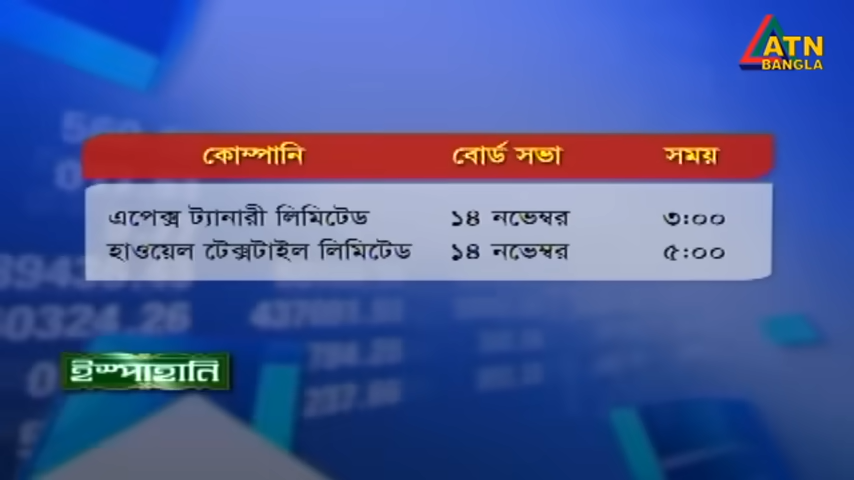 ATN
BANGLA
কোম্পানি বোর্ড সভা সময়
এপেক্স ট্যানারী লিমিটেড ১৪ নভেম্বর ৩:০০
হাওয়েল টেক্সটাইল লিমিটেড ১৪ নভেম্বর ৫:০০
ইস্পাহানি